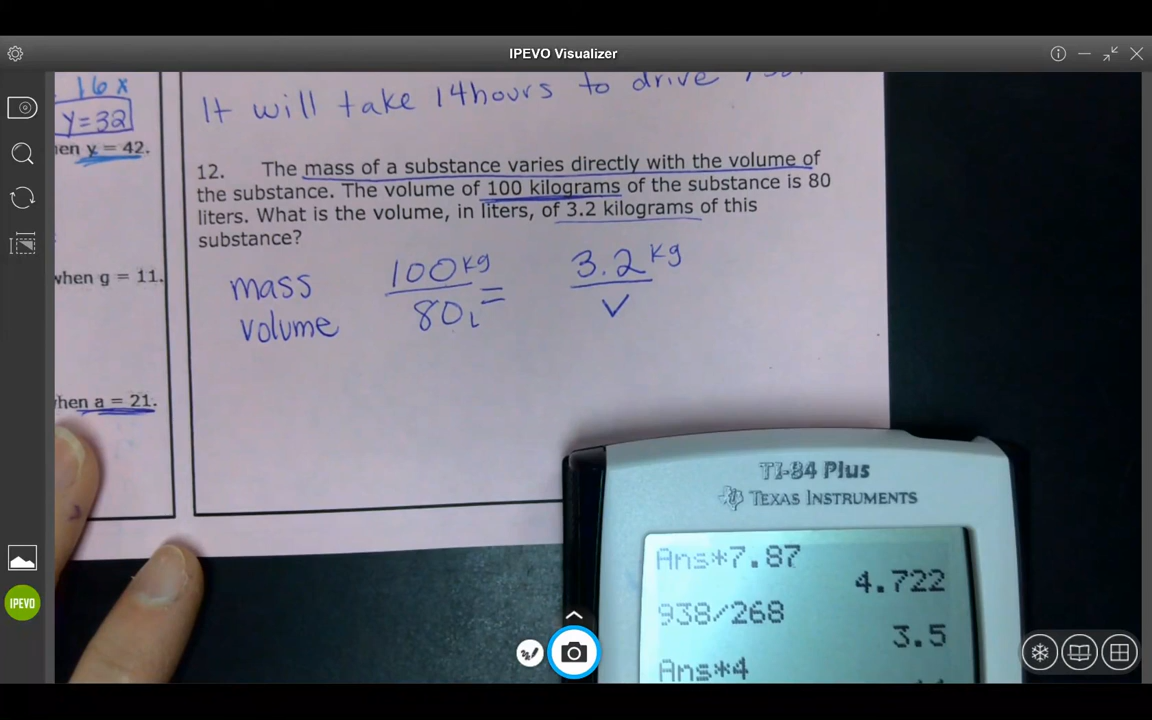 IPEVO Visualizer
16x
y=32
en y = 42.
when g = 11.
hen a = 21.
It will take 14hours to drive
12. The mass of a substance varies directly with the volume of
the substance. The volume of 100 kilograms of the substance is 80
liters. What is the volume, in liters, of 3.2 kilograms of this
substance?
mass 100kg = 3.2kg
volume 80L V
TI-84 Plus
TEXAS INSTRUMENTS
Ans*7.87
4.722
938/268
3.5
Ans*4
IPEVO